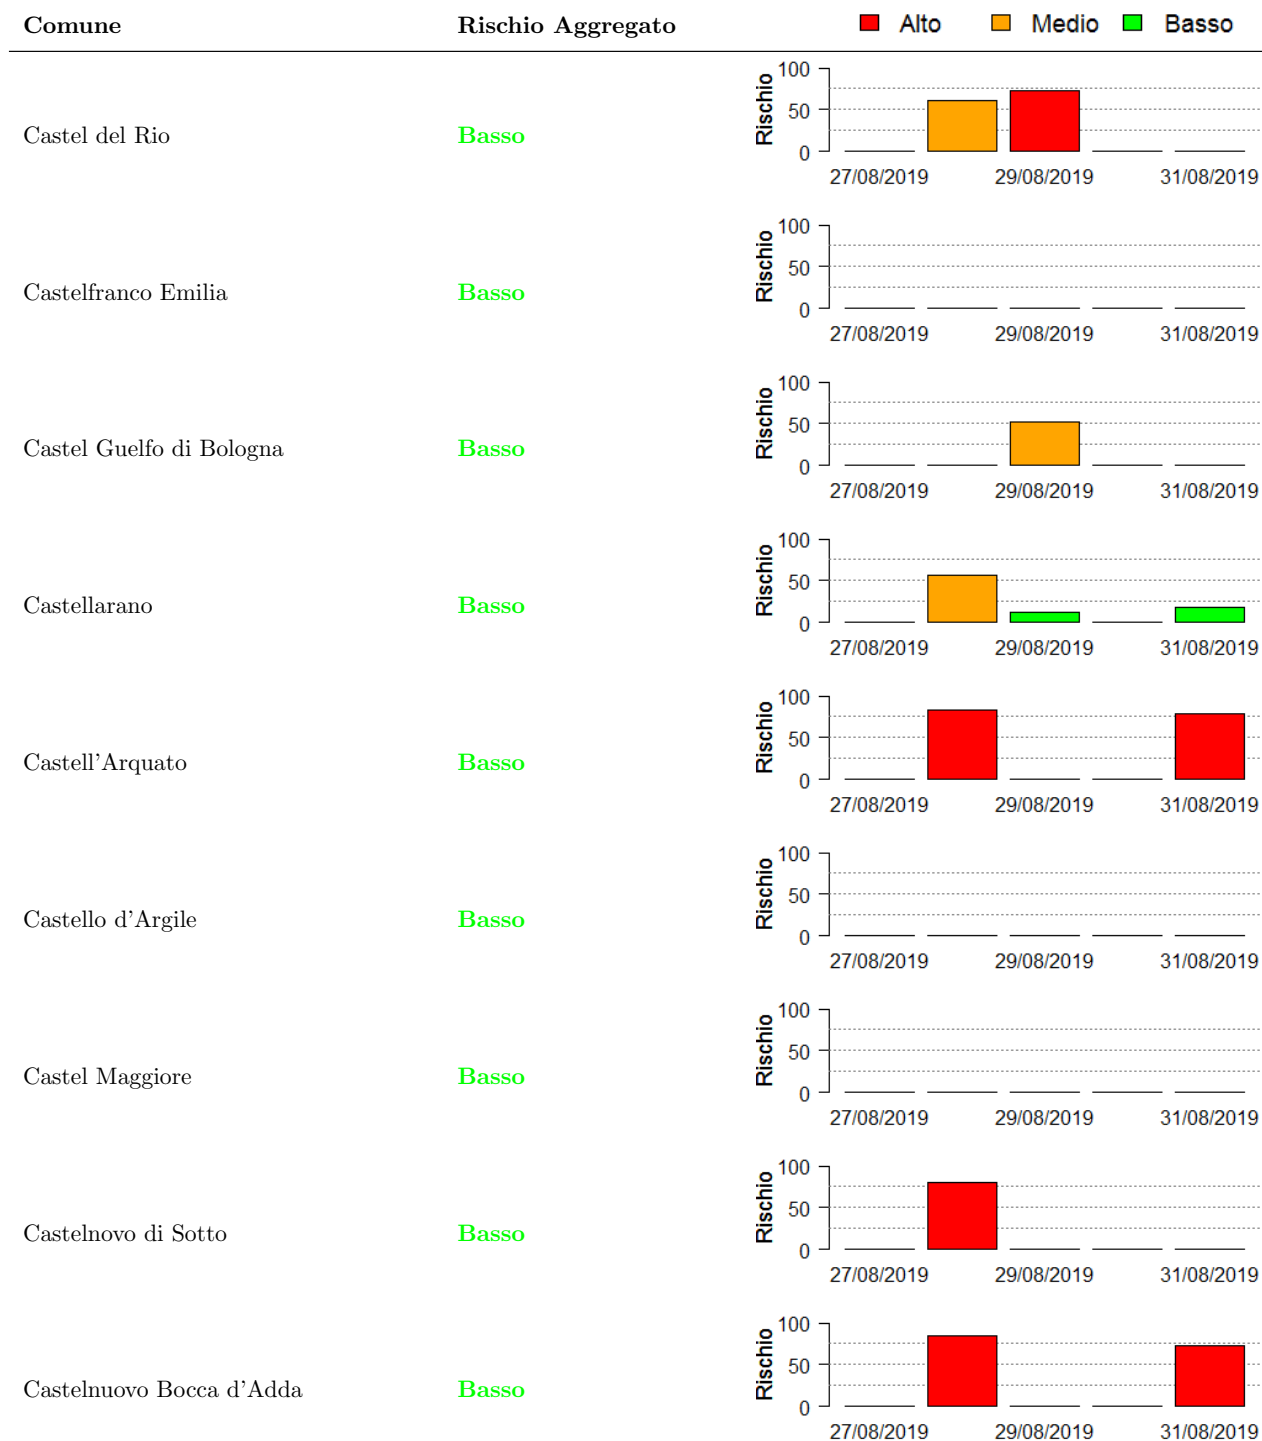 Comune Rischio Aggregato Alto Medio Basso
100
50
0
Rischio
Castel del Rio Basso
27/08/2019 29/08/2019 31/08/2019
100
50
0
Rischio
Castelfranco Emilia Basso
27/08/2019 29/08/2019 31/08/2019
100
50
0
Rischio
Castel Guelfo di Bologna Basso
27/08/2019 29/08/2019 31/08/2019
100
50
0
Rischio
Castellarano Basso
27/08/2019 29/08/2019 31/08/2019
100
50
0
Rischio
Castell'Arquato Basso
27/08/2019 29/08/2019 31/08/2019
100
50
0
Rischio
Castello d'Argile Basso
27/08/2019 29/08/2019 31/08/2019
100
50
0
Rischio
Castel Maggiore Basso
27/08/2019 29/08/2019 31/08/2019
100
50
0
Rischio
Castelnovo di Sotto Basso
27/08/2019 29/08/2019 31/08/2019
100
50
0
Rischio
Castelnuovo Bocca d'Adda Basso
27/08/2019 29/08/2019 31/08/2019